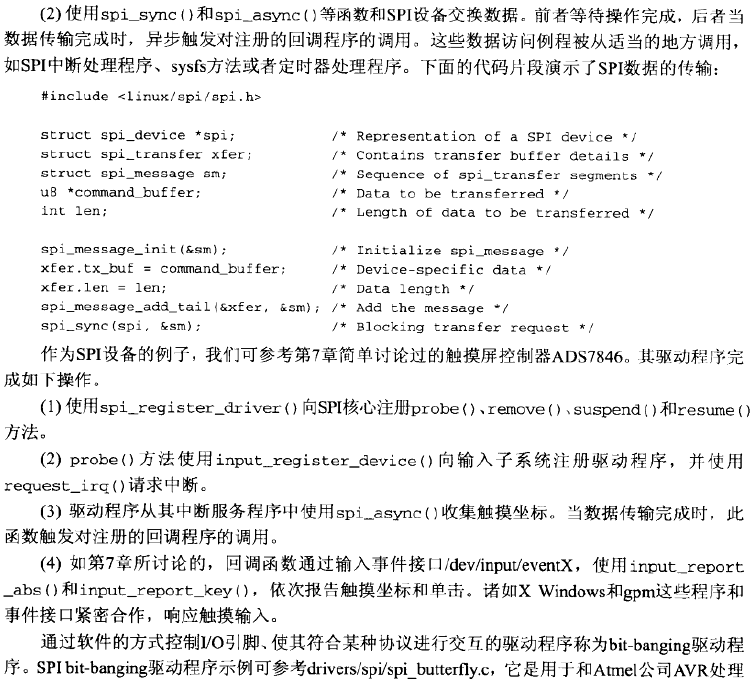 (2) 使用spi_sync()和spi_async()等函数和SPI设备交换数据。前者等待操作完成，后者当
数据传输完成时，异步触发对注册的回调程序的调用。这些数据访问例程被从适当的地方调用，
如SPI中断处理程序、sysfs方法或者定时器处理程序。下面的代码片段演示了SPI数据的传输：
#include <linux/spi/spi.h>
struct spi_device *spi; /* Representation of a SPI device */
struct spi_transfer xfer; /* Contains transfer buffer details */
struct spi_message sm; /* Sequence of spi_transfer segments */
u8 *command_buffer; /* Data to be transferred */
int len; /* Length of data to be transferred */
spi_message_init(&sm); /* Initialize spi_message */
xfer.tx_buf = command_buffer; /* Device-specific data */
xfer.len = len; /* Data length */
spi_message_add_tail(&xfer, &sm); /* Add the message */
spi_sync(spi, &sm); /* Blocking transfer request */
作为SPI设备的例子，我们可参考第7章简单讨论过的触摸屏控制器ADS7846。其驱动程序完
成如下操作。
(1) 使用spi_register_driver()向SPI核心注册probe()、remove()、suspend()和resume()
方法。
(2) probe()方法使用input_register_device()向输入子系统注册驱动程序，并使用
request_irq()请求中断。
(3) 驱动程序从其中断服务程序中使用spi_async()收集触摸坐标。当数据传输完成时，此
函数触发对注册的回调程序的调用。
(4) 如第7章所讨论的，回调函数通过输入事件接口/dev/input/eventX，使用input_report
_abs()和input_report_key()，依次报告触摸坐标和单击。诸如X Windows和gpm这些程序和
事件接口紧密合作，响应触摸输入。
通过软件的方式控制I/O引脚、使其符合某种协议进行交互的驱动程序称为bit-banging驱动程
序。SPI bit-banging驱动程序示例可参考drivers/spi/spi_butterfly.c，它是用于和Atmel公司AVR处理